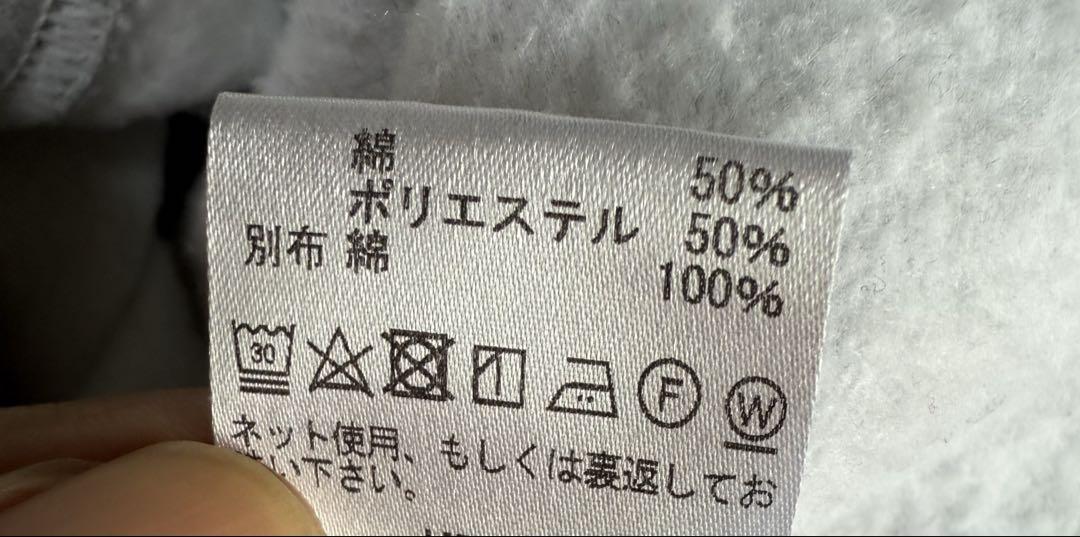 綿 50%
ポリエステル 50%
別布 綿 100%
30 F W
ネット使用、もしくは裏返してお
洗い下さい。